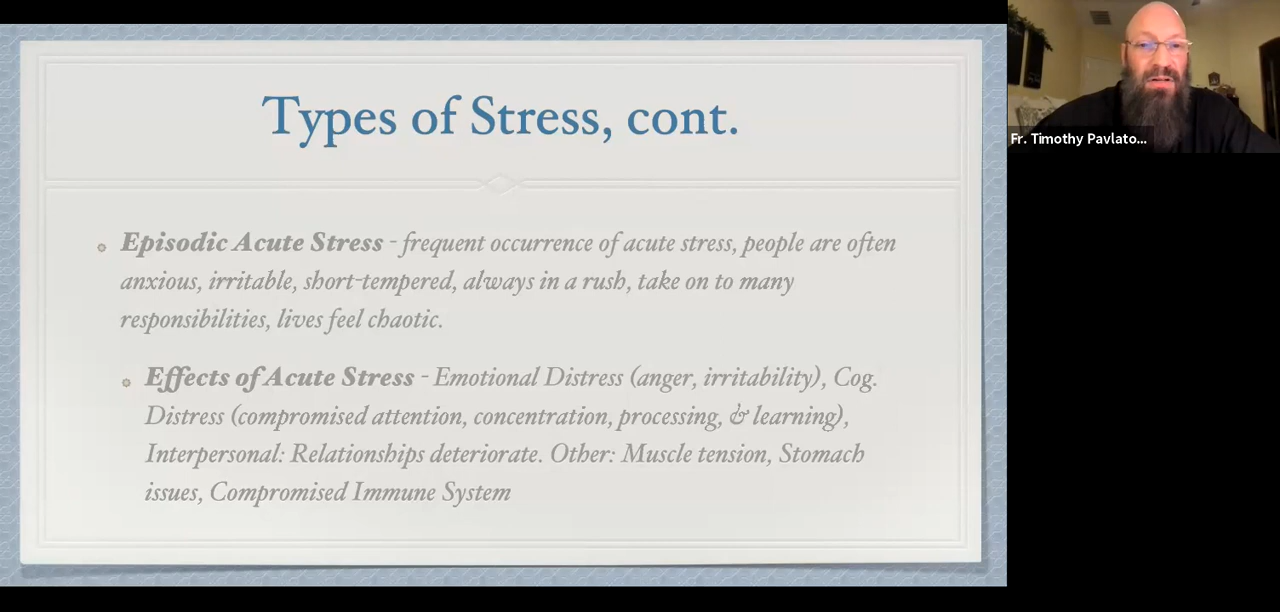 Types of Stress, cont.
Episodic Acute Stress - frequent occurrence of acute stress, people are often
anxious, irritable, short-tempered, always in a rush, take on to many
responsibilities, lives feel chaotic.
Effects of Acute Stress - Emotional Distress (anger, irritability), Cog.
Distress (compromised attention, concentration, processing, & learning),
Interpersonal: Relationships deteriorate. Other: Muscle tension, Stomach
issues, Compromised Immune System
Fr. Timothy Pavlato...